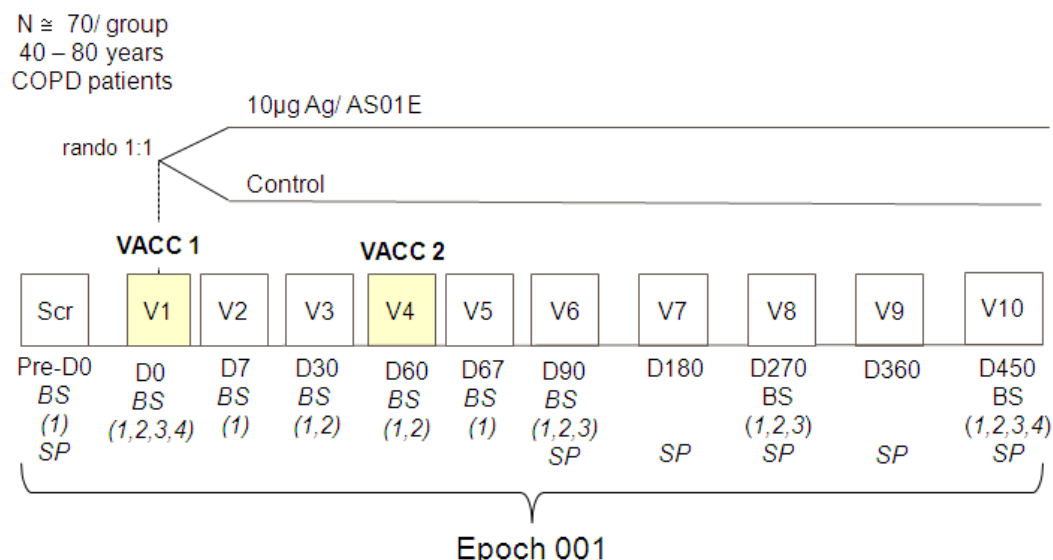 N ≅ 70/ group
40 – 80 years
COPD patients
10µg Ag/ AS01E
rando 1:1
Control
VACC 1 VACC 2
Scr V1 V2 V3 V4 V5 V6 V7 V8 V9 V10
Pre-D0 D0 D7 D30 D60 D67 D90 D180 D270 D360 D450
BS BS BS BS BS BS BS BS BS
(1) (1,2,3,4) (1) (1,2) (1,2) (1) (1,2,3) (1,2,3) (1,2,3,4)
SP SP SP SP SP SP
Epoch 001